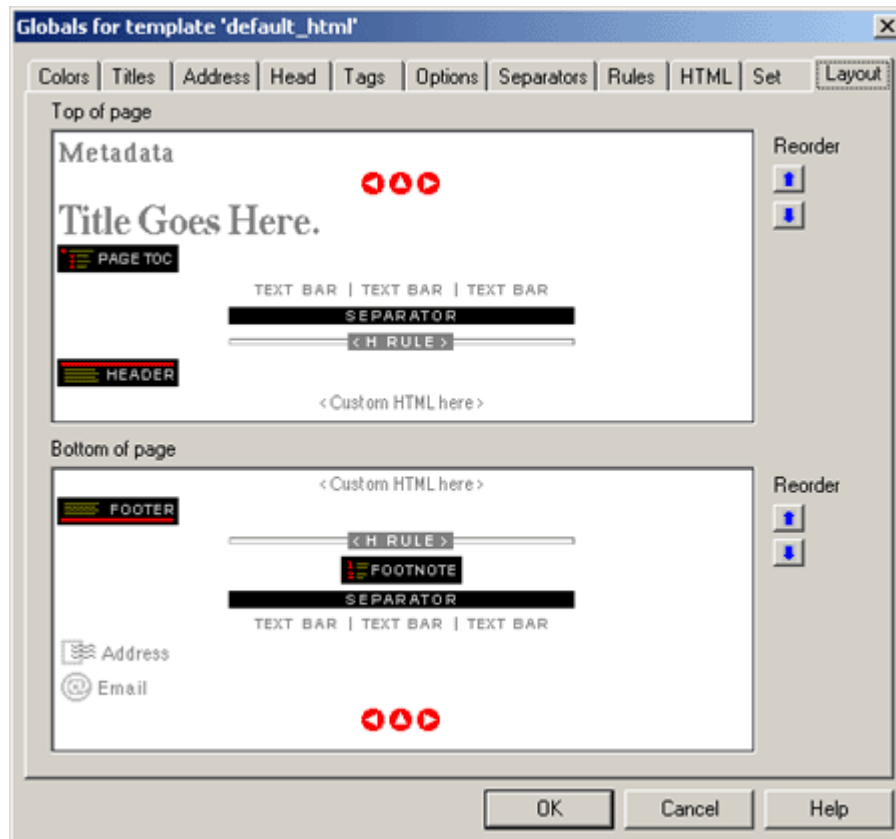 Globals for template 'default_html'
Colors Titles Address Head Tags Options Separators Rules HTML Set Layout
Top of page
Metadata
Reorder
Title Goes Here.
PAGE TOC
TEXT BAR | TEXT BAR | TEXT BAR
SEPARATOR
<H RULE>
HEADER
<Custom HTML here>
Bottom of page
<Custom HTML here>
Reorder
FOOTER
<H RULE>
FOOTNOTE
SEPARATOR
TEXT BAR | TEXT BAR | TEXT BAR
Address
Email
OK Cancel Help